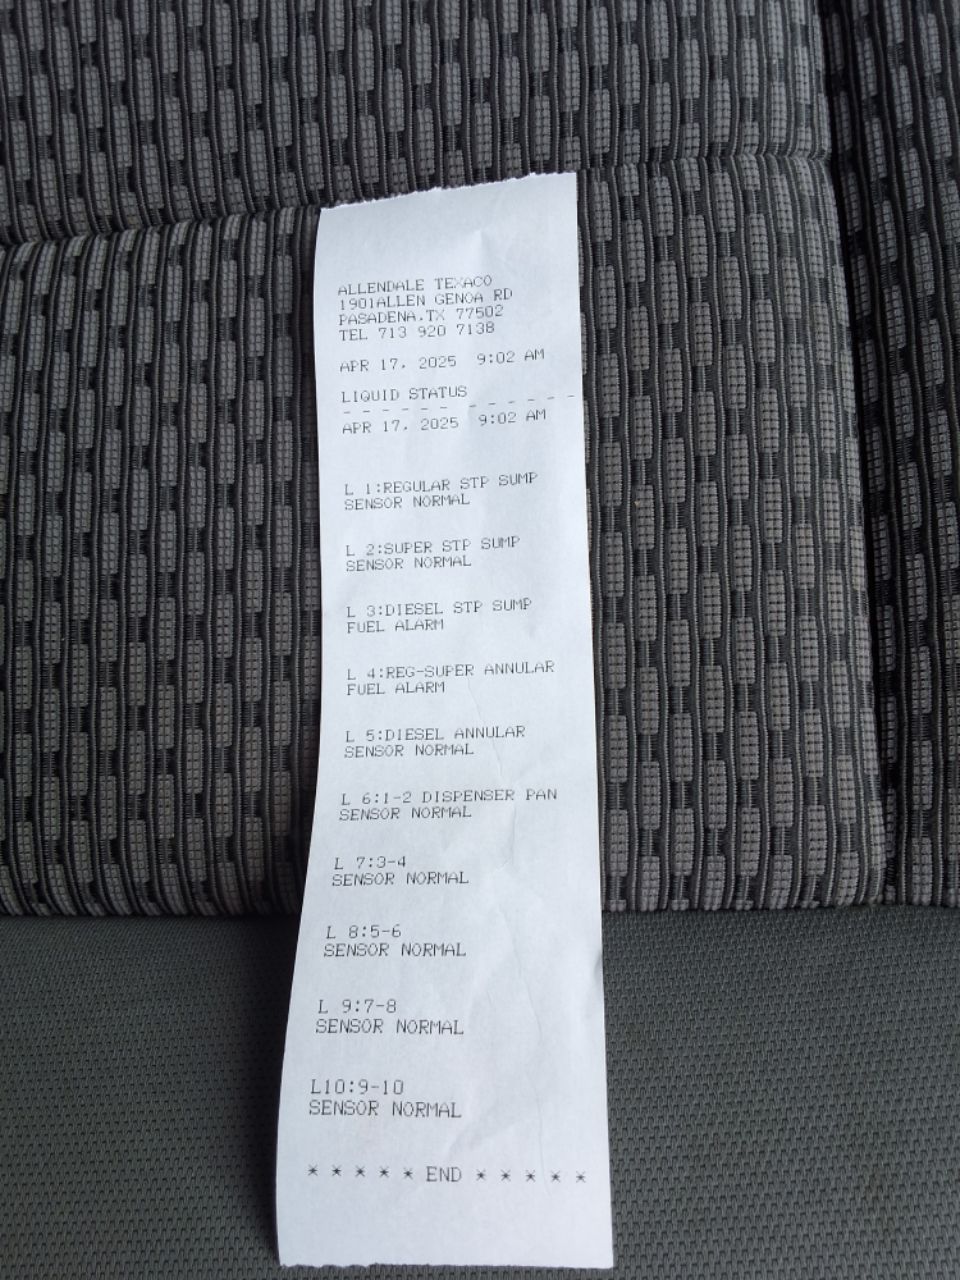 ALLENDALE TEXACO
1901ALLEN GENOA RD
PASADENA,TX 77502
TEL 713 920 7138
APR 17, 2025 9:02 AM
LIQUID STATUS
- - - - - - - - - - - -
APR 17, 2025 9:02 AM
L 1:REGULAR STP SUMP
SENSOR NORMAL
L 2:SUPER STP SUMP
SENSOR NORMAL
L 3:DIESEL STP SUMP
FUEL ALARM
L 4:REG-SUPER ANNULAR
FUEL ALARM
L 5:DIESEL ANNULAR
SENSOR NORMAL
L 6:1-2 DISPENSER PAN
SENSOR NORMAL
L 7:3-4
SENSOR NORMAL
L 8:5-6
SENSOR NORMAL
L 9:7-8
SENSOR NORMAL
L10:9-10
SENSOR NORMAL
* * * * * END * * * * *